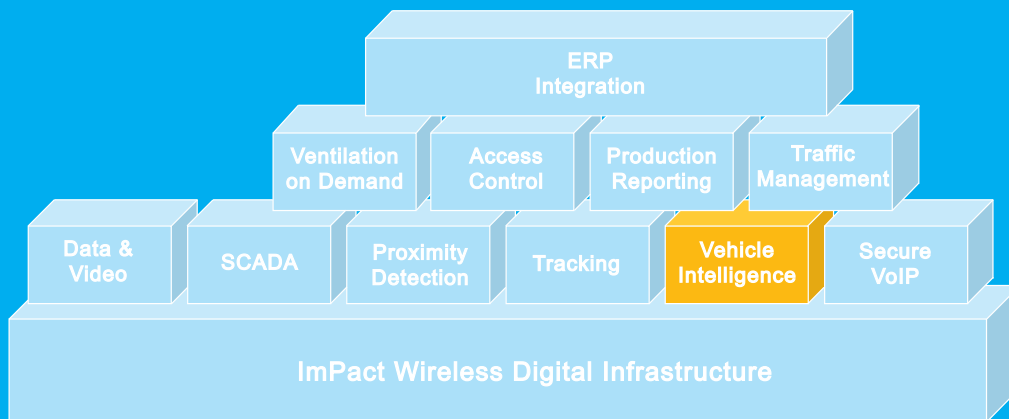 ERP
Integration
Ventilation
on Demand
Access
Control
Production
Reporting
Traffic
Management
Data &
Video
SCADA
Proximity
Detection
Tracking
Vehicle
Intelligence
Secure
VoIP
ImPact Wireless Digital Infrastructure